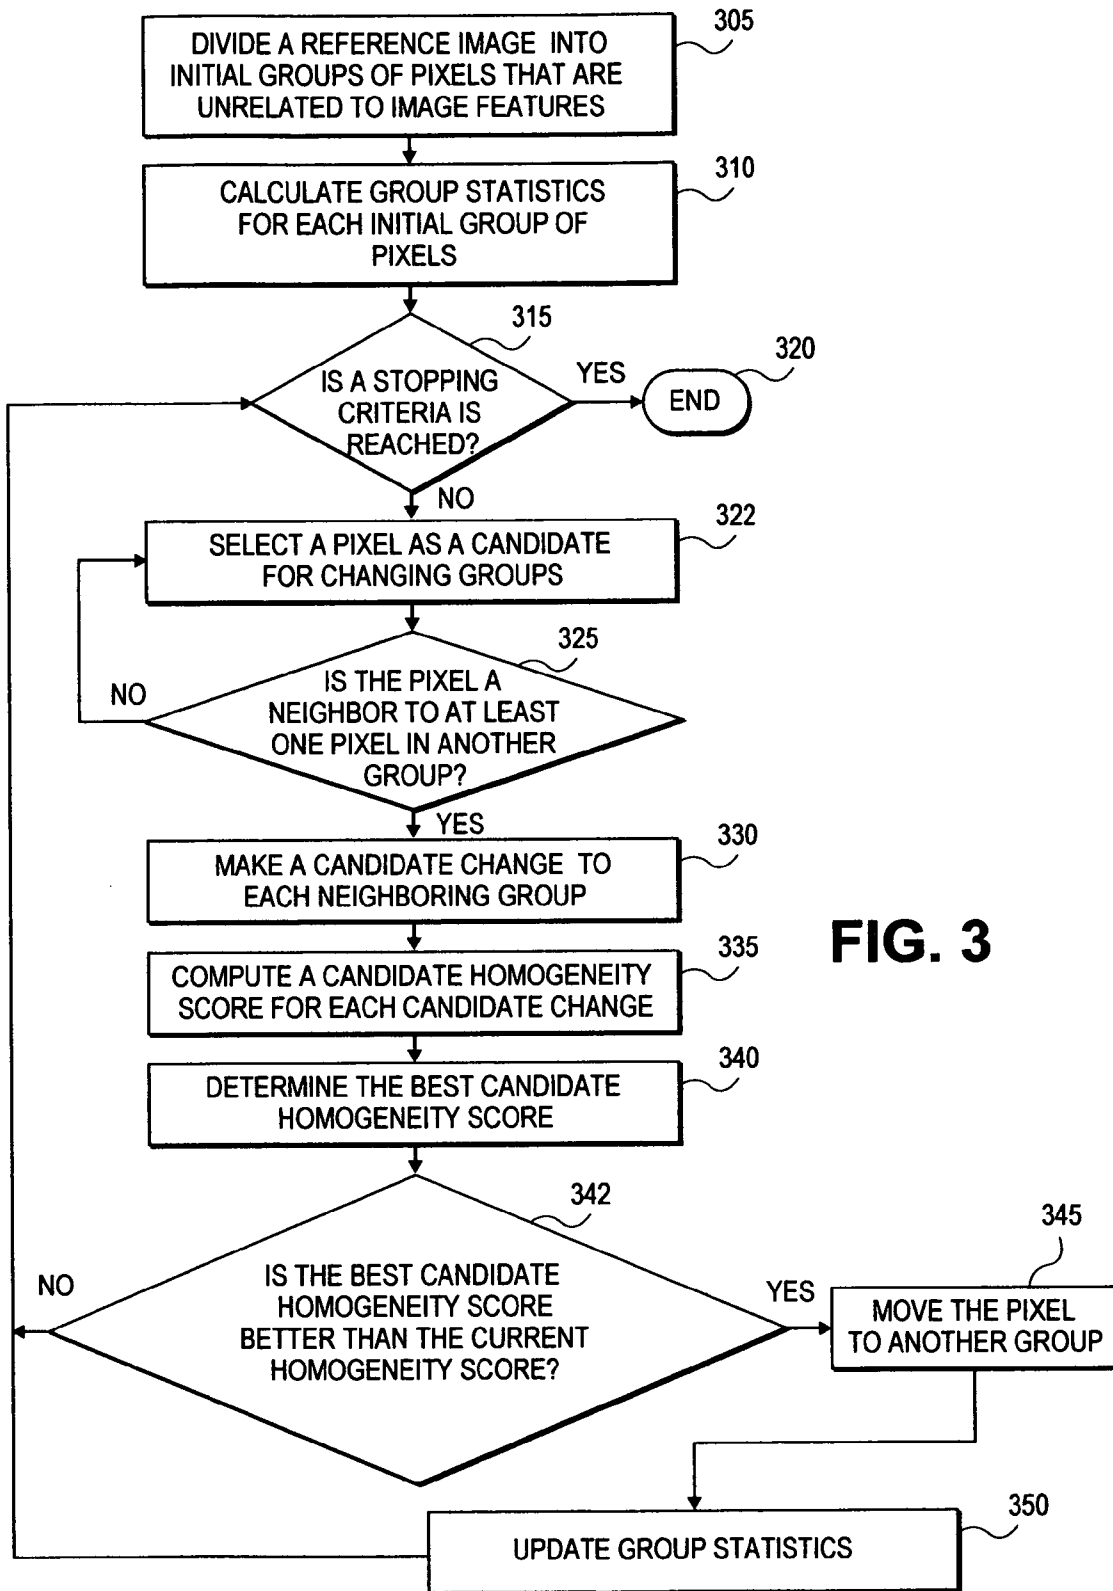 305
DIVIDE A REFERENCE IMAGE INTO
INITIAL GROUPS OF PIXELS THAT ARE
UNRELATED TO IMAGE FEATURES
310
CALCULATE GROUP STATISTICS
FOR EACH INITIAL GROUP OF
PIXELS
315
IS A STOPPING
CRITERIA IS
REACHED?
YES
320
END
NO
322
SELECT A PIXEL AS A CANDIDATE
FOR CHANGING GROUPS
325
IS THE PIXEL A
NEIGHBOR TO AT LEAST
ONE PIXEL IN ANOTHER
GROUP?
NO
YES
330
MAKE A CANDIDATE CHANGE TO
EACH NEIGHBORING GROUP
335
COMPUTE A CANDIDATE HOMOGENEITY
SCORE FOR EACH CANDIDATE CHANGE
FIG. 3
340
DETERMINE THE BEST CANDIDATE
HOMOGENEITY SCORE
342
IS THE BEST CANDIDATE
HOMOGENEITY SCORE
BETTER THAN THE CURRENT
HOMOGENEITY SCORE?
NO
YES
345
MOVE THE PIXEL
TO ANOTHER GROUP
350
UPDATE GROUP STATISTICS